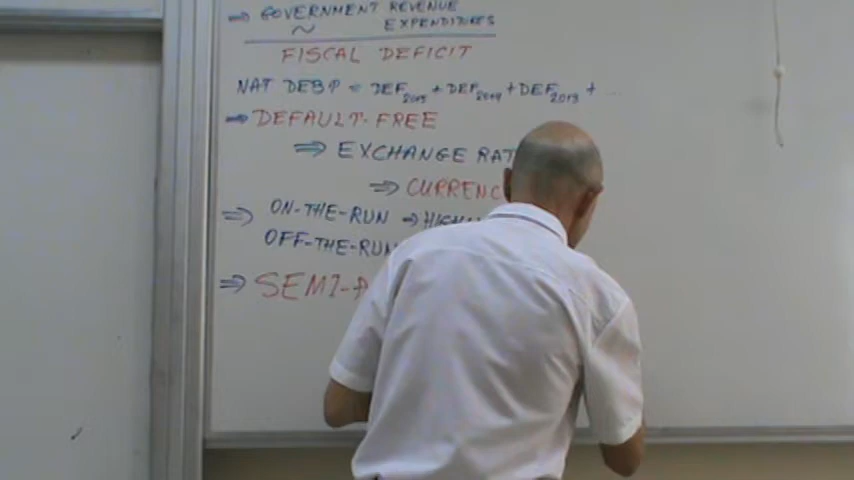 ⇒ GOVERNMENT REVENUE
~ EXPENDITURES
FISCAL DEFICIT
NAT DEBT = DEF2015 + DEF2014 + DEF2013 + ...
⇒ DEFAULT-FREE
⇒ EXCHANGE RAT
⇒ CURRENC
⇒ ON-THE-RUN ⇒
OFF-THE-RUN
⇒ SEMI-